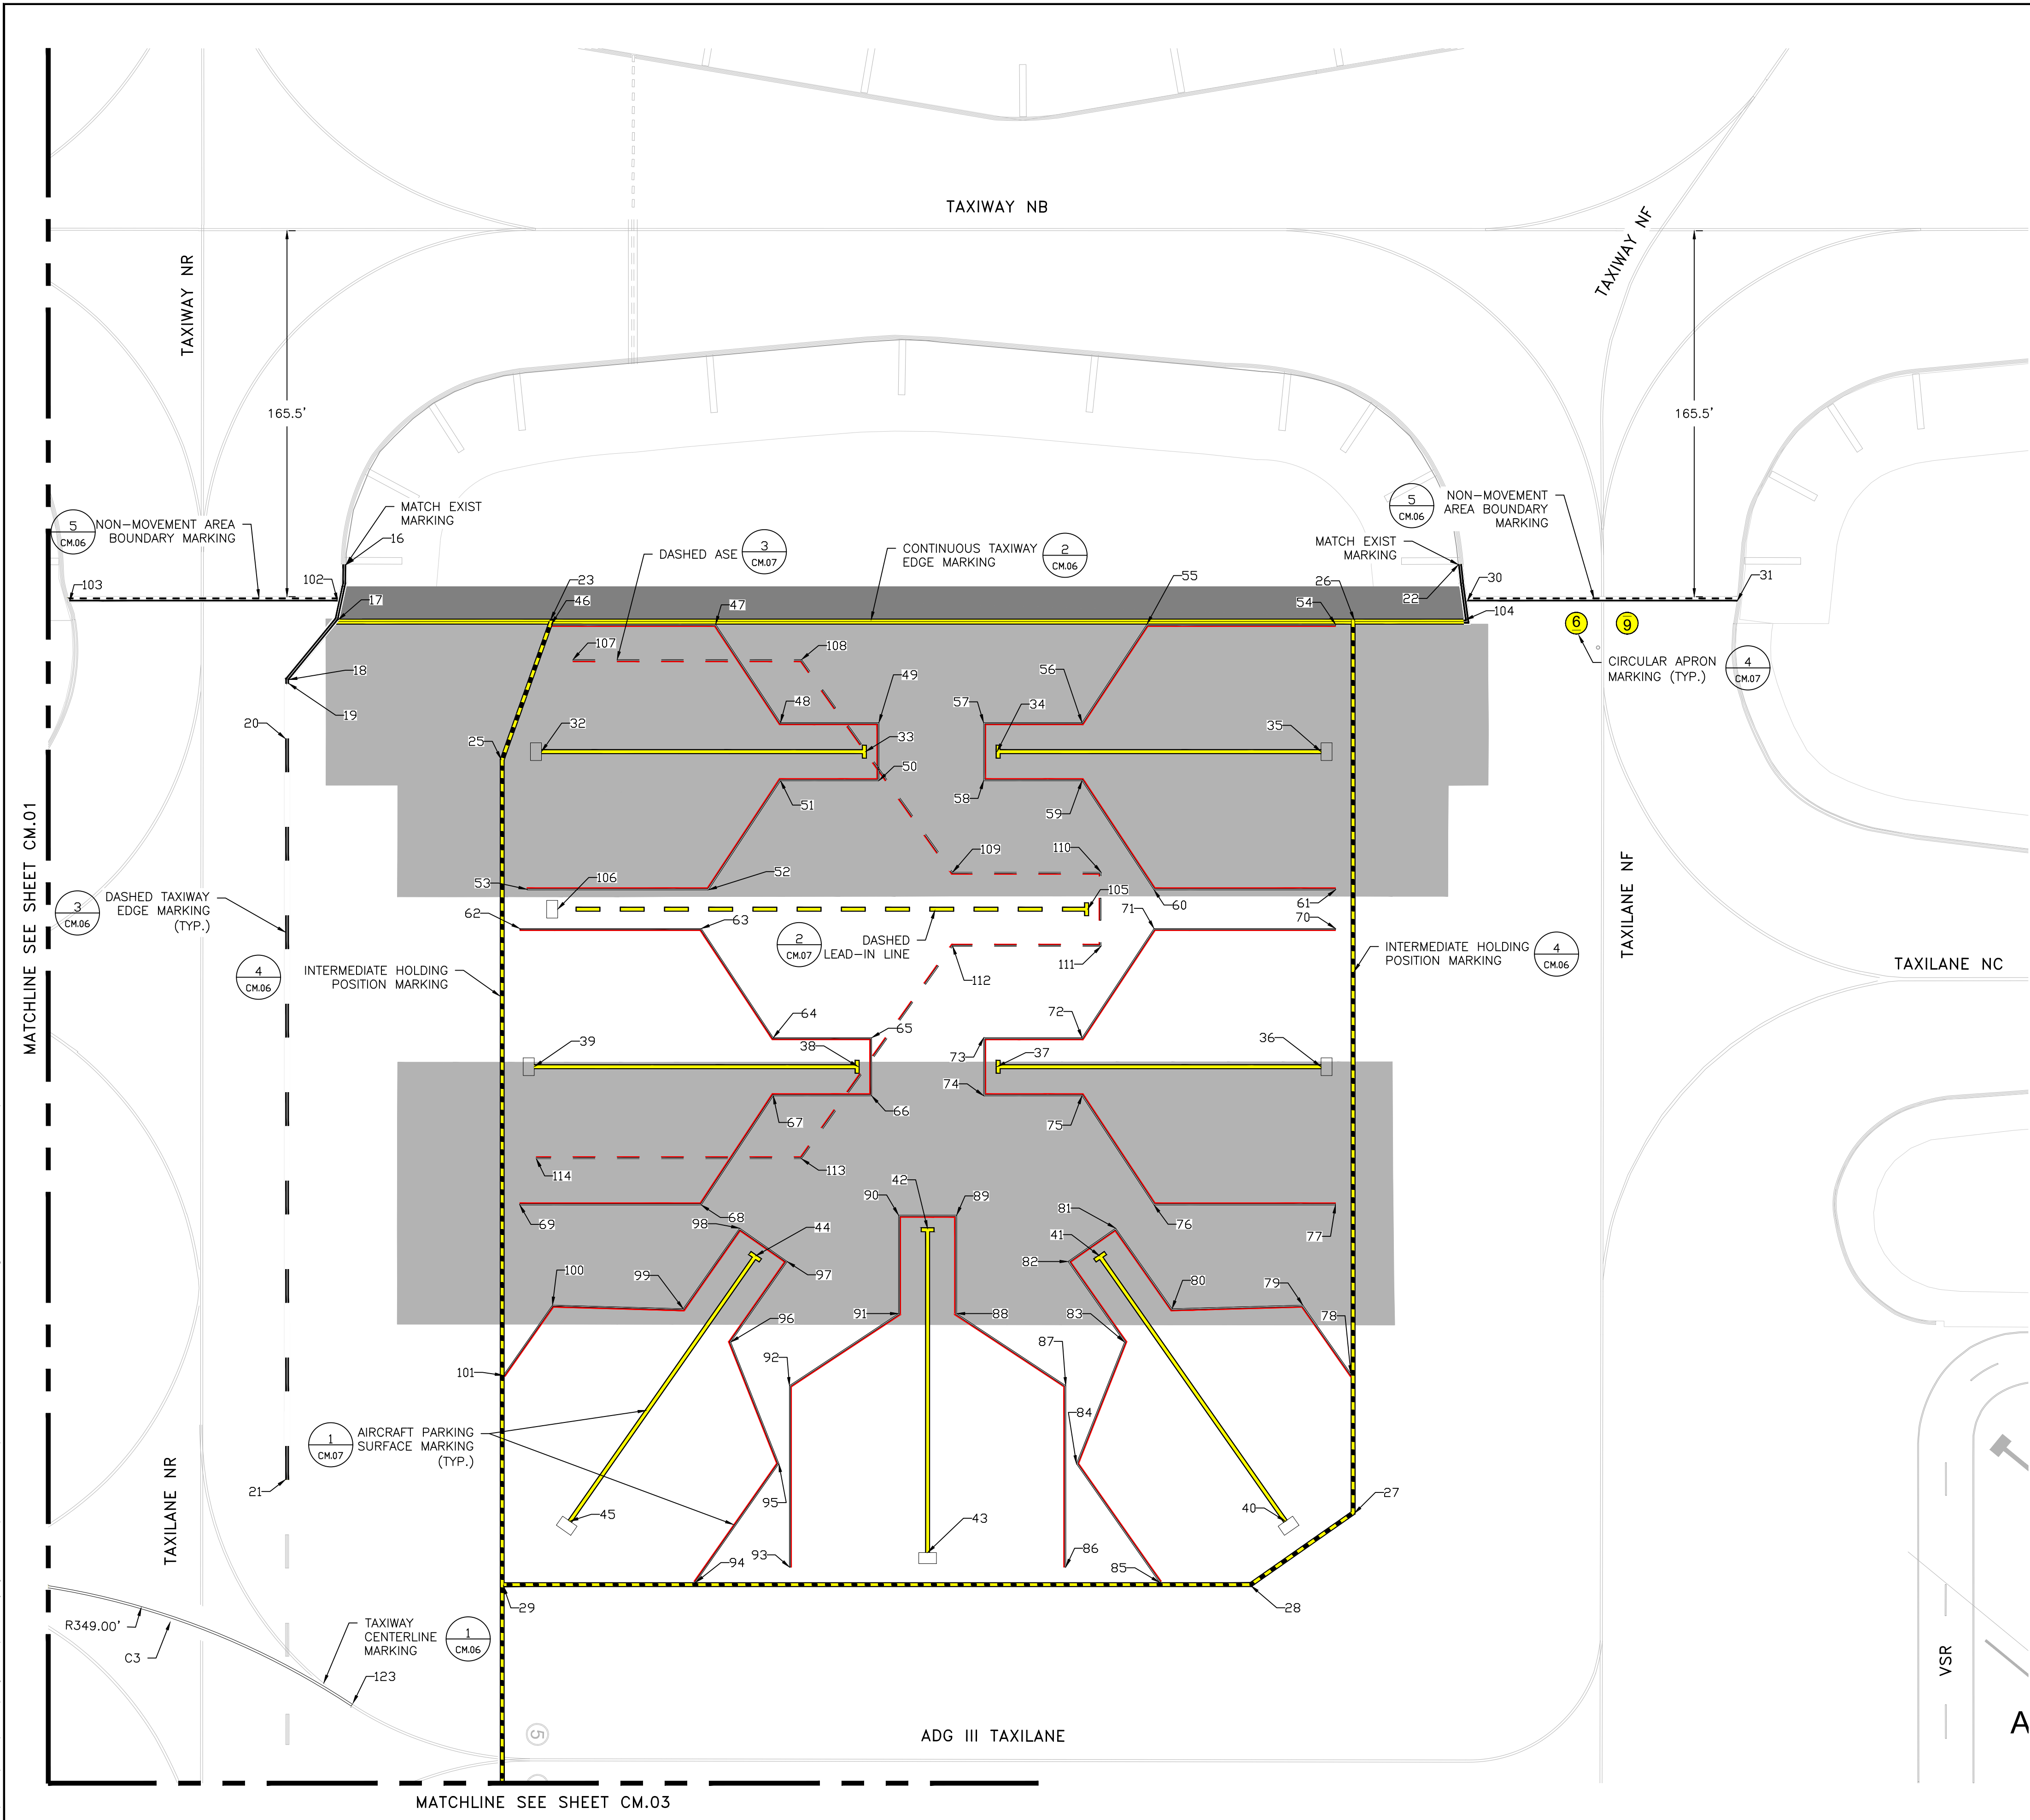 TAXIWAY NB
TAXIWAY NR
TAXIWAY NF
165.5'
165.5'
5
CM.06
NON-MOVEMENT AREA
BOUNDARY MARKING
MATCH EXIST
MARKING
16
103
102
17
18
19
20
DASHED ASE
3
CM.07
CONTINUOUS TAXIWAY
EDGE MARKING
2
CM.06
5
CM.06
NON-MOVEMENT
AREA BOUNDARY
MARKING
MATCH EXIST
MARKING
22
30
31
104
6
9
CIRCULAR APRON
MARKING (TYP.)
4
CM.07
23
46
47
55
54
26
107
108
48
49
56
57
34
32
33
35
25
50
51
58
59
109
110
53
52
106
105
60
61
62
63
71
70
2
CM.07
DASHED
LEAD-IN LINE
111
112
3
CM.06
DASHED TAXIWAY
EDGE MARKING
(TYP.)
4
CM.06
INTERMEDIATE HOLDING
POSITION MARKING
INTERMEDIATE HOLDING
POSITION MARKING
4
CM.06
TAXILANE NF
TAXILANE NC
MATCHLINE SEE SHEET CM.01
64
65
72
73
39
38
37
36
74
66
67
75
114
113
69
68
76
77
42
90
89
98
44
81
41
97
82
100
99
80
79
78
96
91
88
83
101
92
87
84
1
CM.07
AIRCRAFT PARKING
SURFACE MARKING
(TYP.)
21
95
45
43
40
27
93
94
86
85
29
28
TAXILANE NR
R349.00'
C3
TAXIWAY
CENTERLINE
MARKING
1
CM.06
123
5
ADG III TAXILANE
VSR
A
MATCHLINE SEE SHEET CM.03